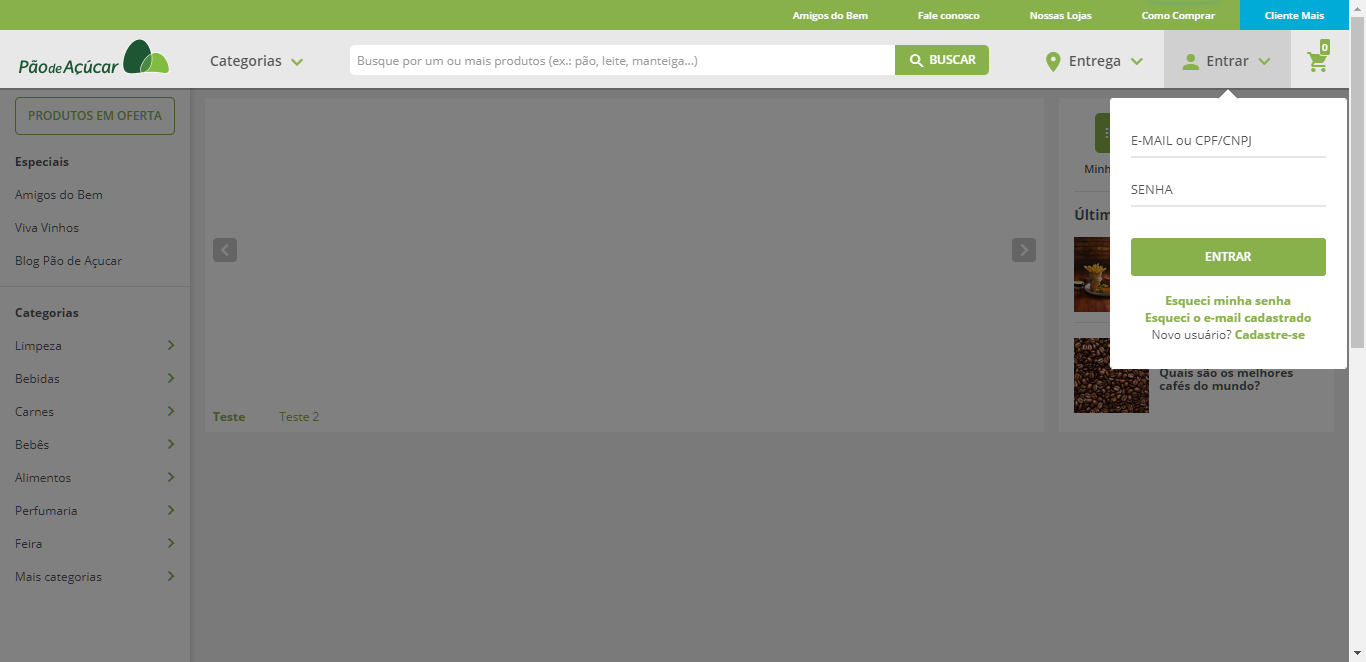 Amigos do Bem
Fale conosco
Nossas Lojas
Como Comprar
Cliente Mais
Pão de Açúcar
Categorias
Busque por um ou mais produtos (ex.: pão, leite, manteiga...)
BUSCAR
Entrega
Entrar
0
PRODUTOS EM OFERTA
Especiais
Amigos do Bem
Viva Vinhos
Blog Pão de Açucar
Categorias
Limpeza
Bebidas
Carnes
Bebês
Alimentos
Perfumaria
Feira
Mais categorias
Teste
Teste 2
Minh
Últim
Quais são os melhores
cafés do mundo?
E-MAIL ou CPF/CNPJ
SENHA
ENTRAR
Esqueci minha senha
Esqueci o e-mail cadastrado
Novo usuário? Cadastre-se